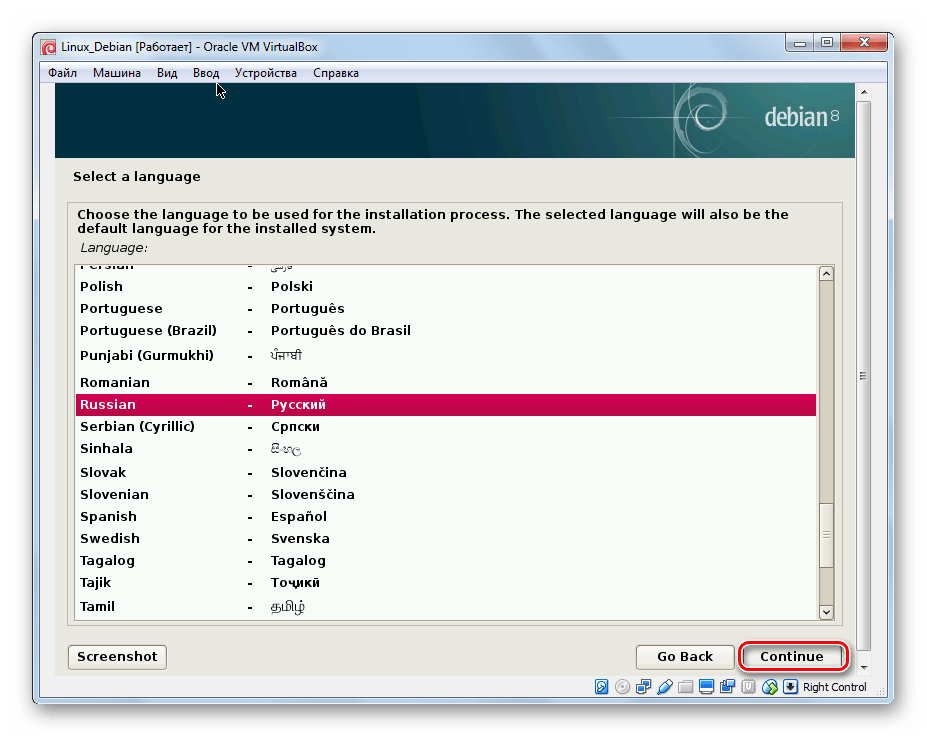 Linux_Debian [Работает] - Oracle VM VirtualBox
Файл Машина Вид Ввод Устройства Справка
debian 8
Select a language
Choose the language to be used for the installation process. The selected language will also be the
default language for the installed system.
Language:
Persian - فارسی
Polish - Polski
Portuguese - Português
Portuguese (Brazil) - Português do Brasil
Punjabi (Gurmukhi) - ਪੰਜਾਬੀ
Romanian - Română
Russian - Русский
Serbian (Cyrillic) - Српски
Sinhala - සිංහල
Slovak - Slovenčina
Slovenian - Slovenščina
Spanish - Español
Swedish - Svenska
Tagalog - Tagalog
Tajik - Тоҷикӣ
Tamil - தமிழ்
Screenshot Go Back Continue
Right Control